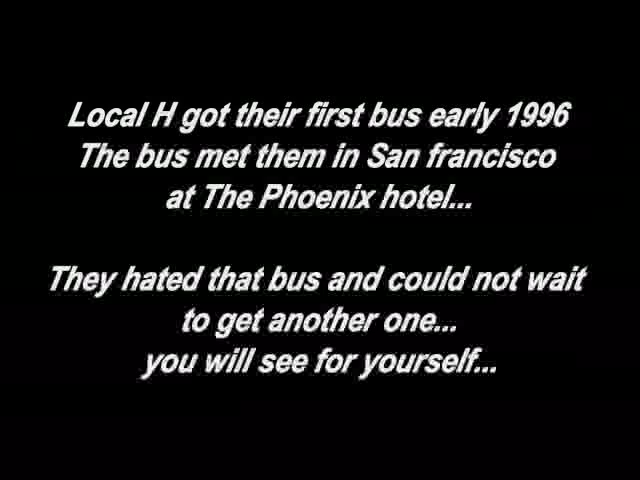 Local H got their first bus early 1996
The bus met them in San francisco
at The Phoenix hotel...
They hated that bus and could not wait
to get another one...
you will see for yourself...